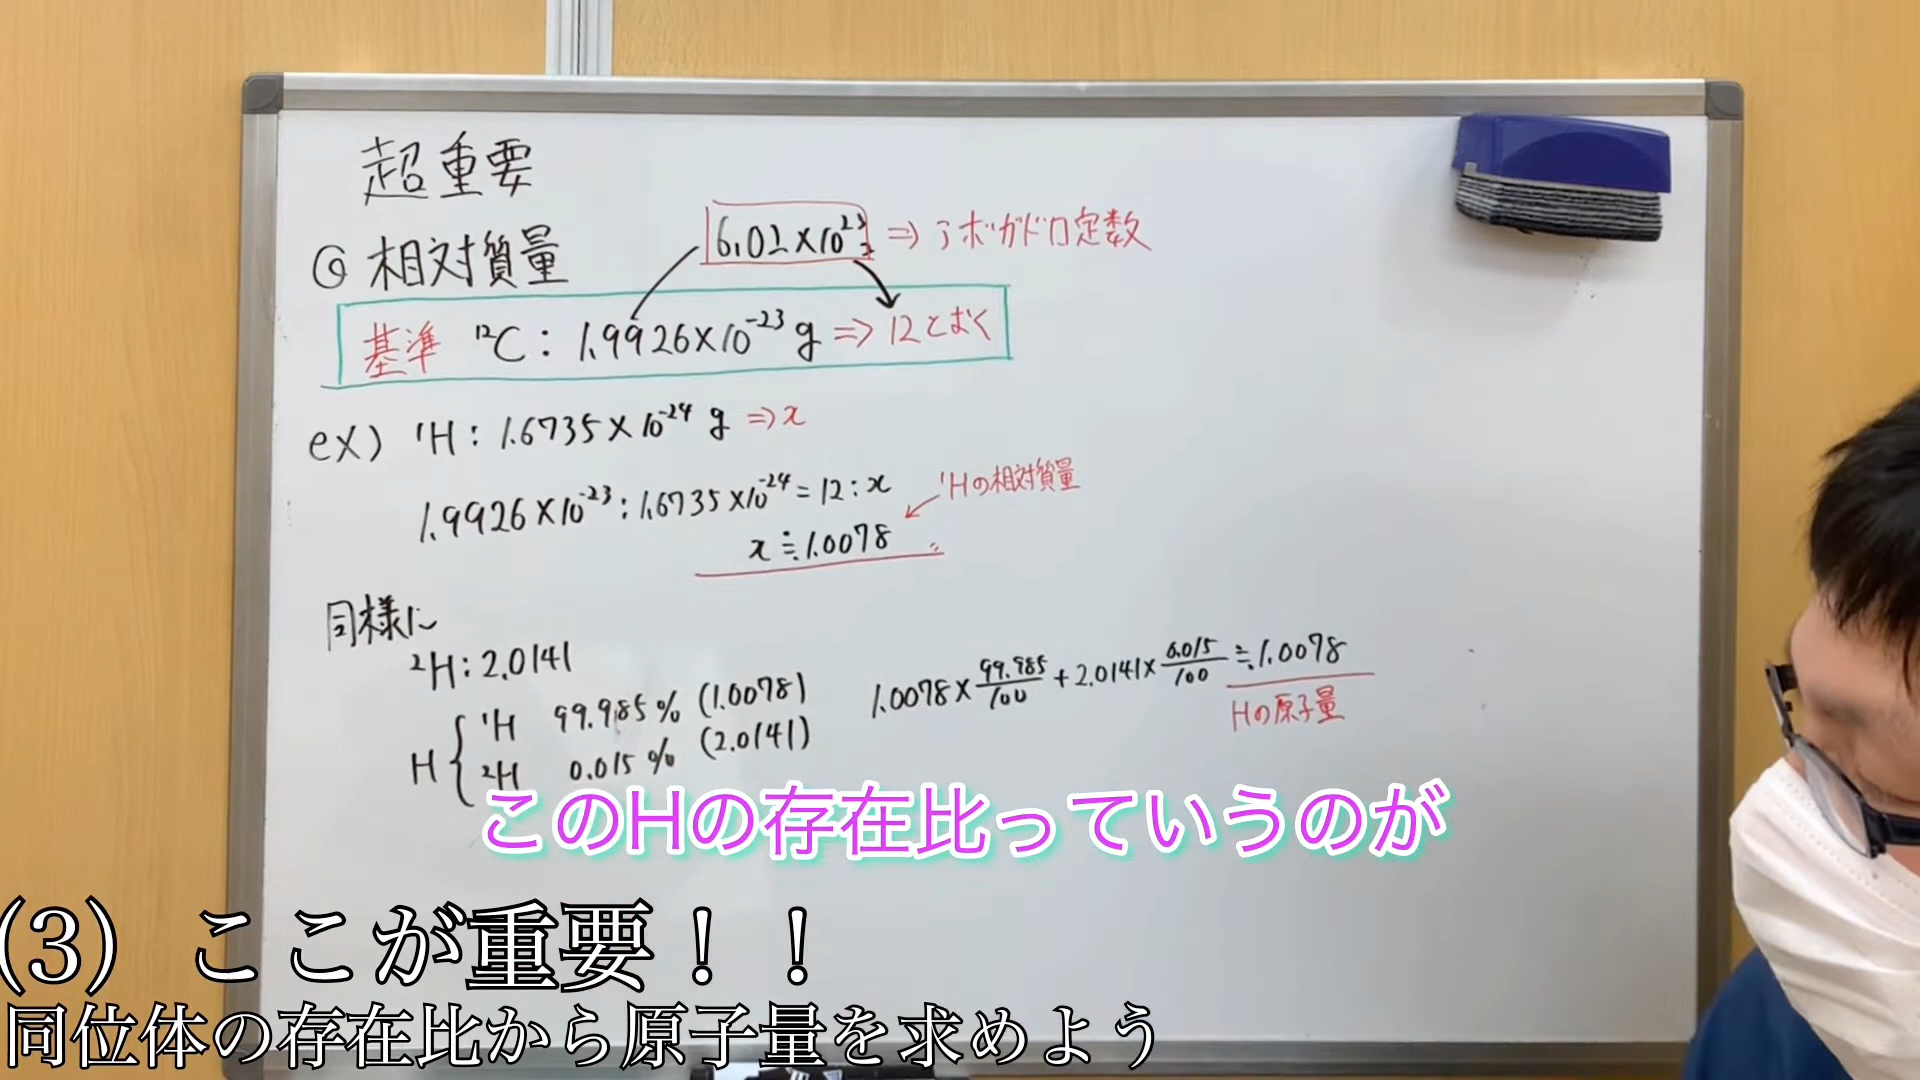 超重要
◎ 相対質量
6.02×10²³ ⇒ アボガドロ定数
基準 ¹²C : 1.9926×10⁻²³ g ⇒ 12とおく
ex) ¹H : 1.6735×10⁻²⁴ g ⇒ x
1.9926×10⁻²³ : 1.6735×10⁻²⁴ = 12 : x
¹Hの相対質量
x ≒ 1.0078
同様に
²H : 2.0141
H { ¹H 99.985% (1.0078)
²H 0.015% (2.0141)
1.0078×99.985/100+2.0141×0.015/100≒1.0078
Hの原子量
このHの存在比っていうのが
(3) ここが重要！！
同位体の存在比から原子量を求めよう